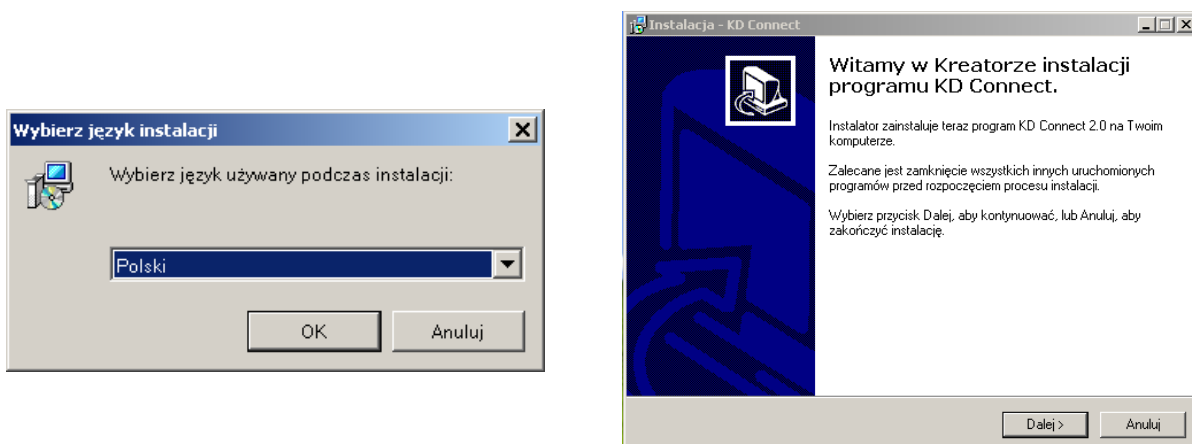 Wybierz język instalacji
Wybierz język używany podczas instalacji:
Polski
OK
Anuluj
Instalacja - KD Connect
Witamy w Kreatorze instalacji
programu KD Connect.
Instalator zainstaluje teraz program KD Connect 2.0 na Twoim
komputerze.
Zalecane jest zamknięcie wszystkich innych uruchomionych
programów przed rozpoczęciem procesu instalacji.
Wybierz przycisk Dalej, aby kontynuować, lub Anuluj, aby
zakończyć instalację.
Dalej >
Anuluj